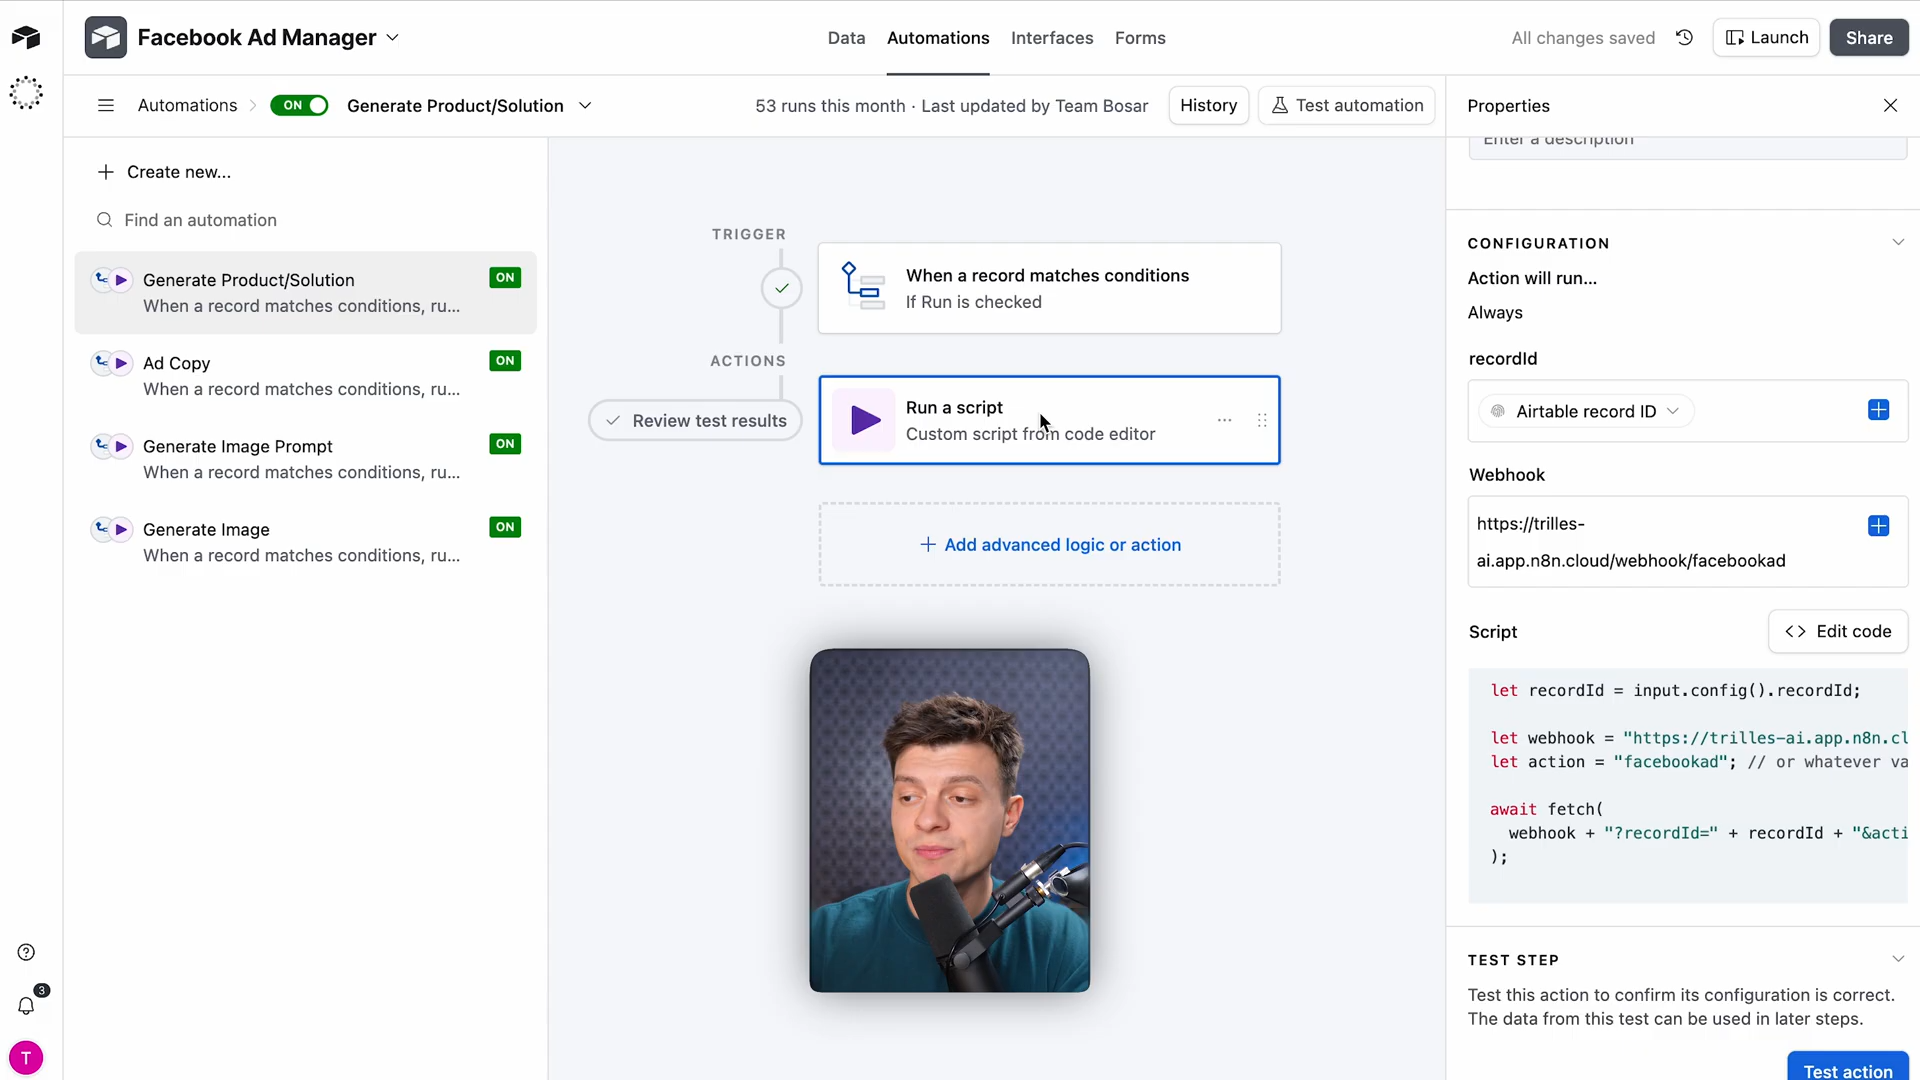 Facebook Ad Manager
Data
Automations
Interfaces
Forms
All changes saved
Launch
Share
Automations
ON
Generate Product/Solution
53 runs this month · Last updated by Team Bosar
History
Test automation
Properties
Create new...
Find an automation
Generate Product/Solution
ON
When a record matches conditions, ru...
Ad Copy
ON
When a record matches conditions, ru...
Generate Image Prompt
ON
When a record matches conditions, ru...
Generate Image
ON
When a record matches conditions, ru...
3
T
TRIGGER
When a record matches conditions
If Run is checked
ACTIONS
Review test results
Run a script
Custom script from code editor
Add advanced logic or action
Enter a description
CONFIGURATION
Action will run...
Always
recordId
Airtable record ID
Webhook
https://trilles-
ai.app.n8n.cloud/webhook/facebookad
Script
<> Edit code
let recordId = input.config().recordId;
let webhook = "https://trilles-ai.app.n8n.cl
let action = "facebookad"; // or whatever va
await fetch(
webhook + "?recordId=" + recordId + "&acti
);
TEST STEP
Test this action to confirm its configuration is correct.
The data from this test can be used in later steps.
Test action